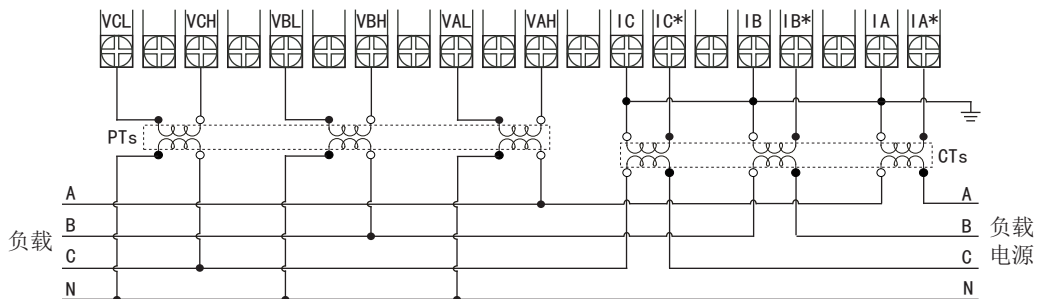 VCL VCH VBL VBH VAL VAH IC IC* IB IB* IA IA*
PTs
CTs
A A
B B
负载 负载
C C
电源
N N